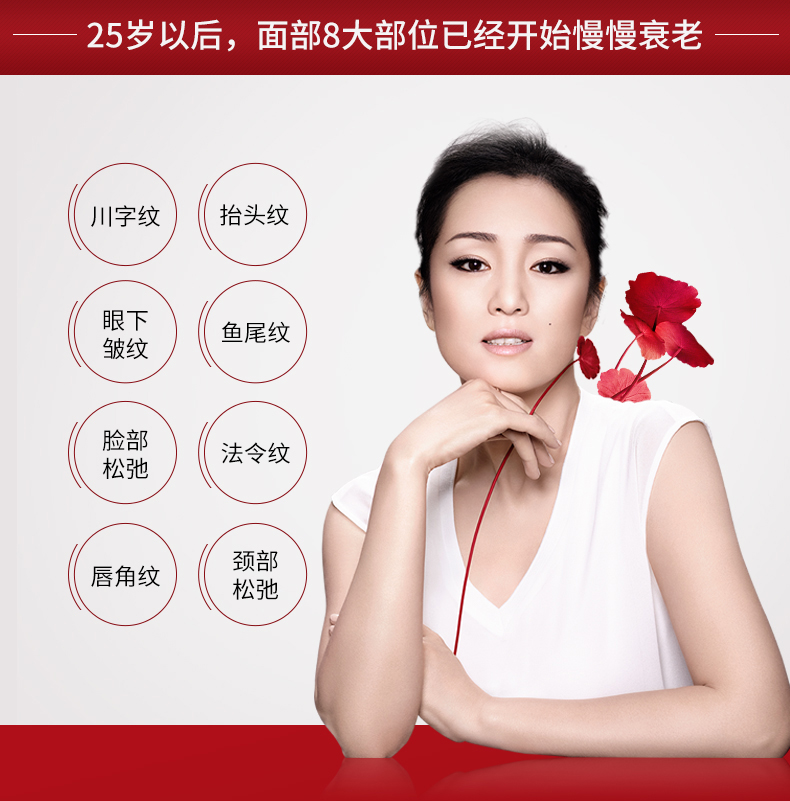 25岁以后，面部8大部位已经开始慢慢衰老
川字纹
抬头纹
眼下
皱纹
鱼尾纹
脸部
松弛
法令纹
唇角纹
颈部
松弛